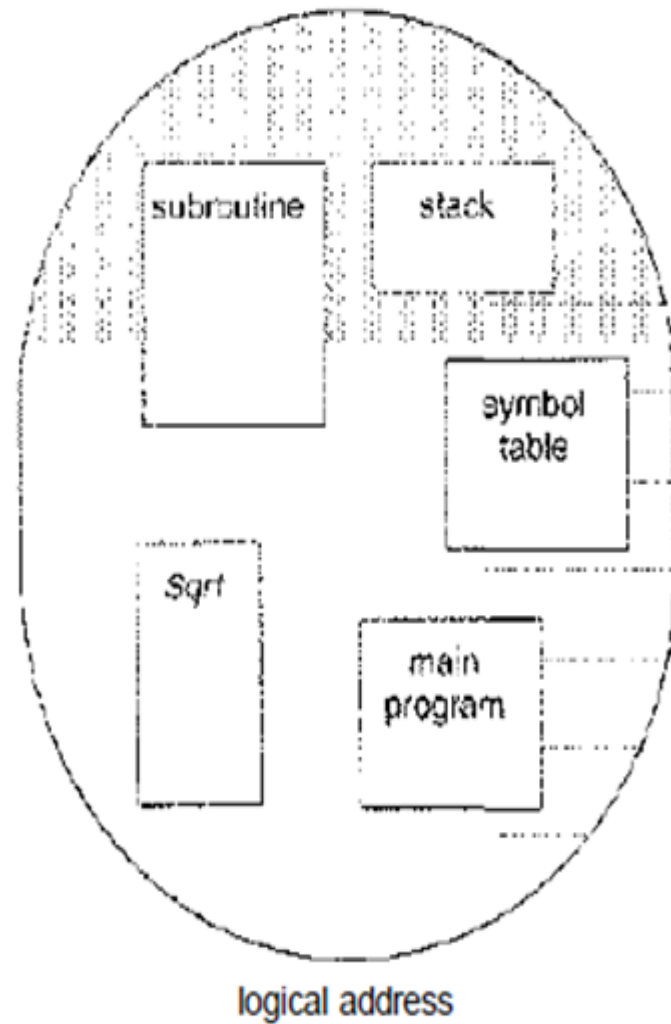 subroutine
stack
symbol
table
Sqrt
main
program
logical address